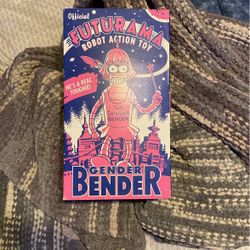 Official
FUTURAMA
ROBOT ACTION TOY
HE'S A REAL
TOUGHIE!
GENDER
BENDER